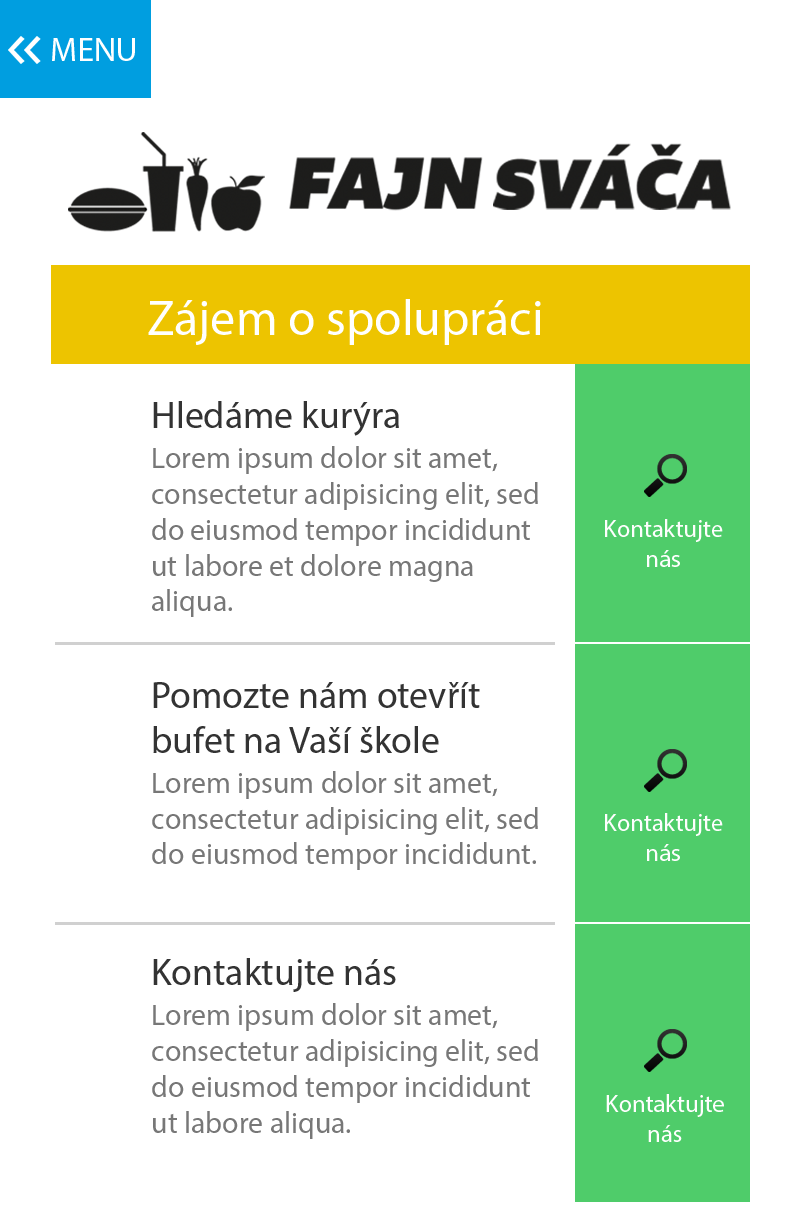 MENU
FAJN SVÁČA
Zájem o spolupráci
Hledáme kurýra
Lorem ipsum dolor sit amet,
consectetur adipisicing elit, sed
do eiusmod tempor incididunt
ut labore et dolore magna
aliqua.
Kontaktujte
nás
Pomozte nám otevřít
bufet na Vaší škole
Lorem ipsum dolor sit amet,
consectetur adipisicing elit, sed
do eiusmod tempor incididunt.
Kontaktujte
nás
Kontaktujte nás
Lorem ipsum dolor sit amet,
consectetur adipisicing elit, sed
do eiusmod tempor incididunt
ut labore aliqua.
Kontaktujte
nás